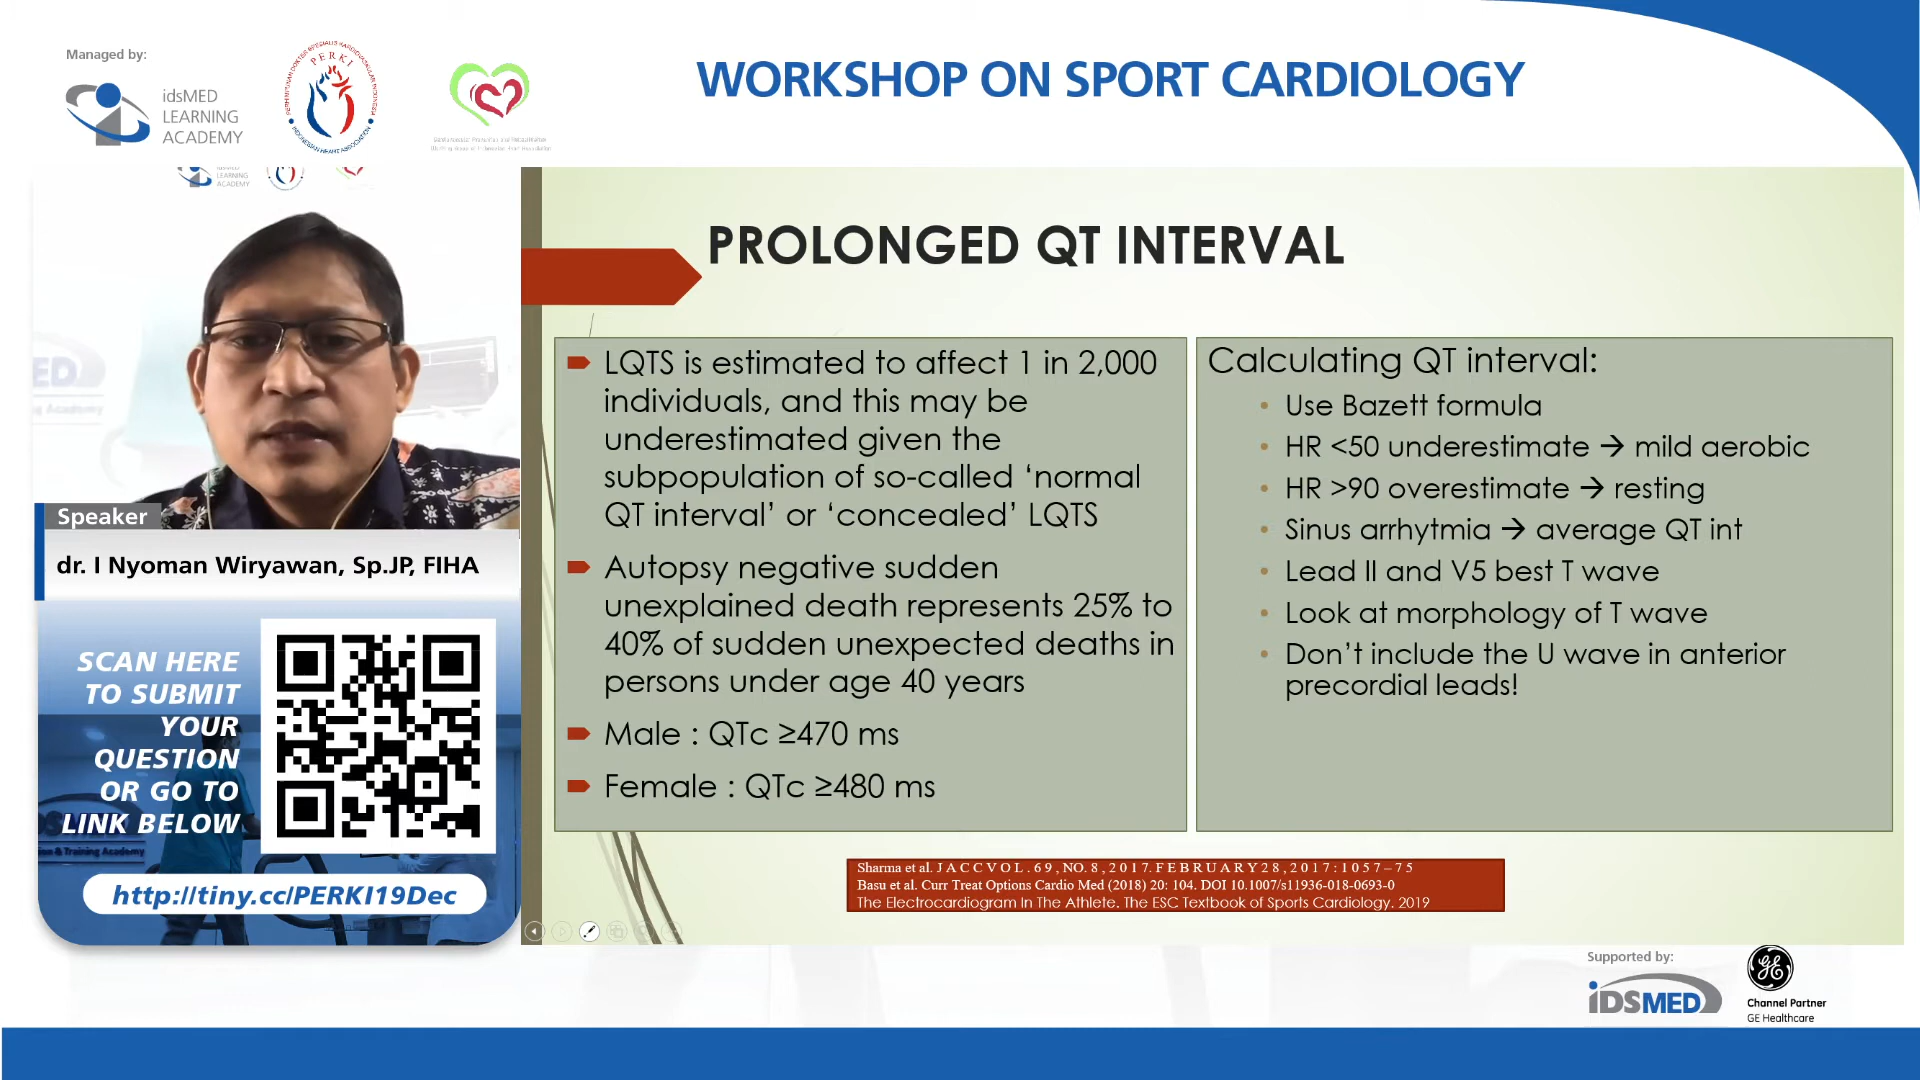 Managed by:
idsMED
LEARNING
ACADEMY
PERKI
INDONESIAN HEART ASSOCIATION
WORKSHOP ON SPORT CARDIOLOGY
LEARNING
ACADEMY
PROLONGED QT INTERVAL
LQTS is estimated to affect 1 in 2,000
individuals, and this may be
underestimated given the
subpopulation of so-called ‘normal
QT interval’ or ‘concealed’ LQTS
Autopsy negative sudden
unexplained death represents 25% to
40% of sudden unexpected deaths in
persons under age 40 years
Male : QTc ≥470 ms
Female : QTc ≥480 ms
Calculating QT interval:
• Use Bazett formula
• HR <50 underestimate → mild aerobic
• HR >90 overestimate → resting
• Sinus arrhytmia → average QT int
• Lead II and V5 best T wave
• Look at morphology of T wave
• Don’t include the U wave in anterior
precordial leads!
Sharma et al. J A C C V O L . 6 9 , N O. 8 , 2 0 1 7. F E B R U A R Y 2 8 , 2 0 1 7 : 1 0 5 7 – 7 5
Basu et al. Curr Treat Options Cardio Med (2018) 20: 104. DOI 10.1007/s11936-018-0693-0
The Electrocardiogram In The Athlete. The ESC Textbook of Sports Cardiology. 2019
Speaker
dr. I Nyoman Wiryawan, Sp.JP, FIHA
SCAN HERE
TO SUBMIT
YOUR
QUESTION
OR GO TO
LINK BELOW
http://tiny.cc/PERKI19Dec
Supported by:
iDSMED
GE
Channel Partner
GE Healthcare